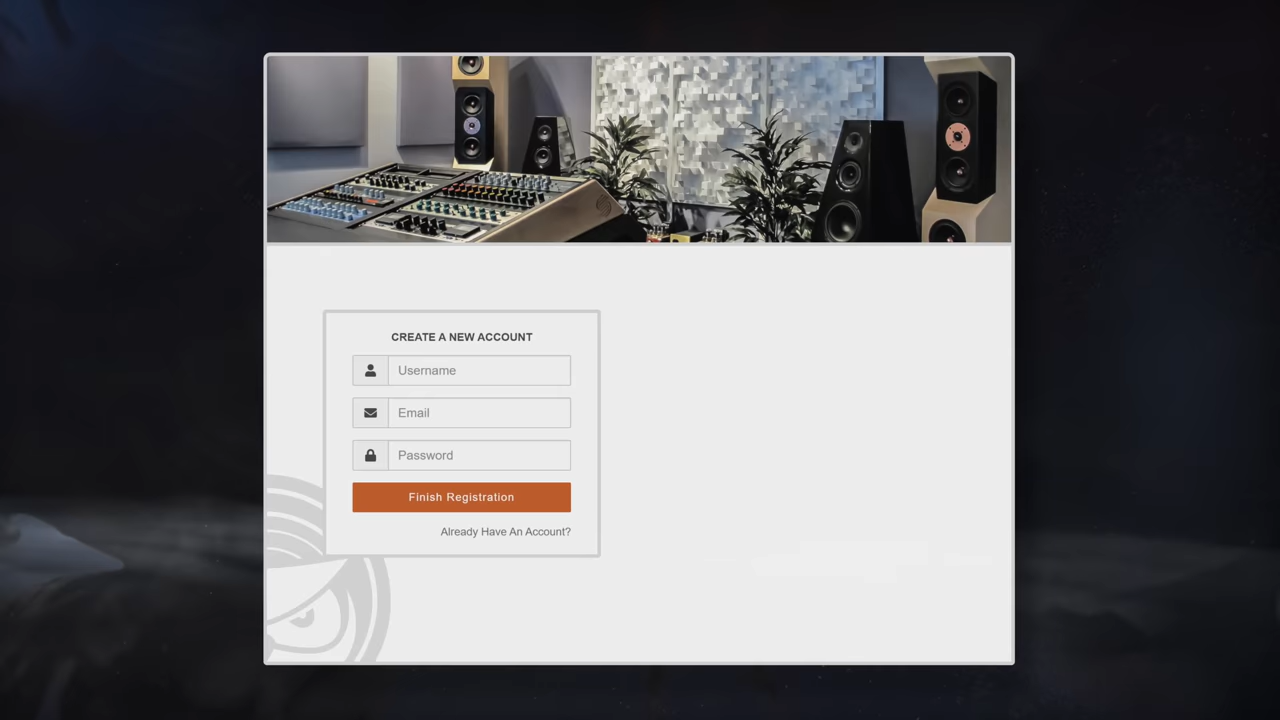 CREATE A NEW ACCOUNT
Username
Email
Password
Finish Registration
Already Have An Account?